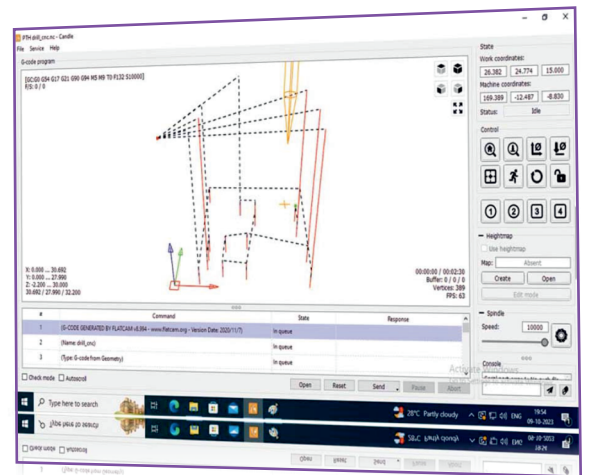 PTH drill_cnc.nc - Candle
File Service Help
G-code program
[GC:G0 G54 G17 G21 G90 G94 M5 M9 T0 F132 S10000]
F/S: 0 / 0
X: 0.000 ... 30.692
Y: 0.000 ... 27.990
Z: -2.200 ... 30.000
30.692 / 27.990 / 32.200
00:00:00 / 00:02:30
Buffer: 0 / 0 / 0
Vertices: 389
FPS: 63
State
Work coordinates:
26.382 24.774 15.000
Machine coordinates:
169.389 -12.487 -8.830
Status: Idle
Control
1 2 3 4
Heightmap
Use heightmap
Map: Absent
Create Open
Edit mode
Spindle
Speed: 10000
Console
# Command State Response
1 (G-CODE GENERATED BY FLATCAM v8.994 - www.flatcam.org - Version Date: 2020/11/7) In queue
2 (Name: drill_cnc) In queue
3 (Type: G-code from Geometry) In queue
Activate Windows
Check mode Autoscroll
Open Reset Send Pause Abort
Type here to search
28°C Partly cloudy
ENG
19:54
09-10-2023